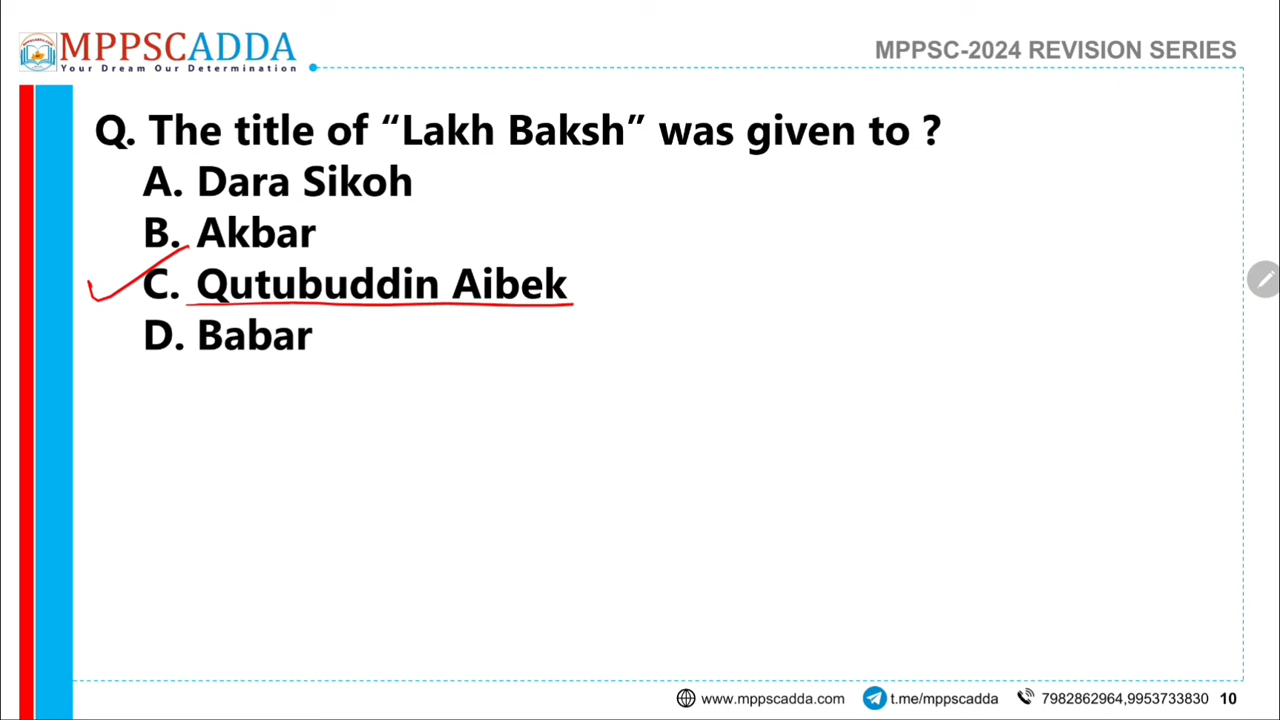 MPPSCADDA
Your Dream Our Determination
MPPSC-2024 REVISION SERIES
Q. The title of “Lakh Baksh” was given to ?
A. Dara Sikoh
B. Akbar
C. Qutubuddin Aibek
D. Babar
www.mppscadda.com t.me/mppscadda 7982862964,9953733830 10